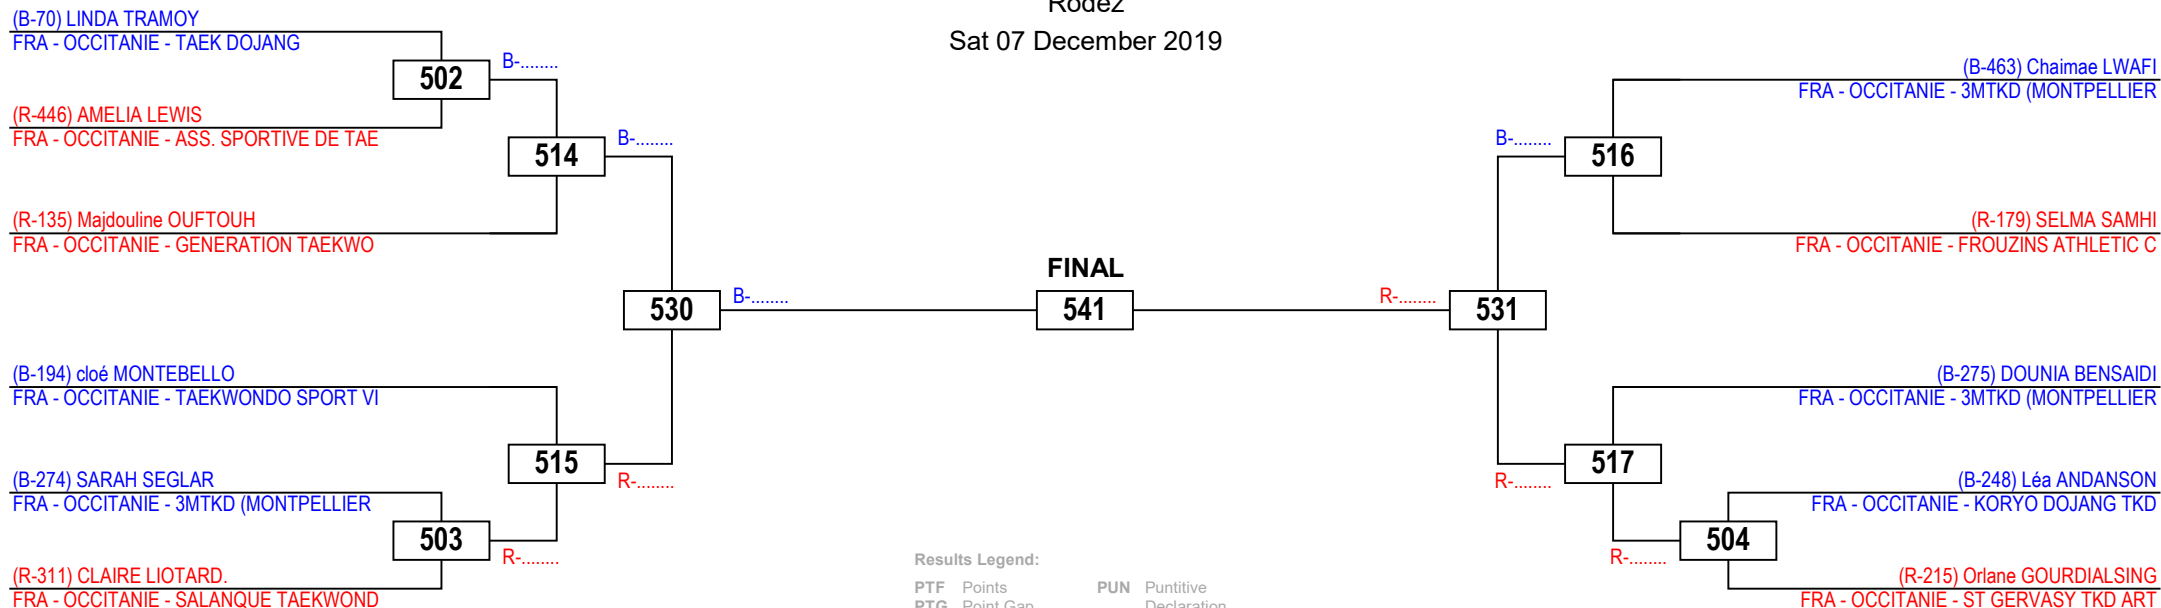 Rodez
Sat 07 December 2019
(B-70) LINDA TRAMOY
FRA - OCCITANIE - TAEK DOJANG
502
B-........
(R-446) AMELIA LEWIS
FRA - OCCITANIE - ASS. SPORTIVE DE TAE
514
B-........
(R-135) Majdouline OUFTOUH
FRA - OCCITANIE - GENERATION TAEKWO
530
B-........
(B-194) cloé MONTEBELLO
FRA - OCCITANIE - TAEKWONDO SPORT VI
515
R-........
(B-274) SARAH SEGLAR
FRA - OCCITANIE - 3MTKD (MONTPELLIER
503
R-........
(R-311) CLAIRE LIOTARD.
FRA - OCCITANIE - SALANQUE TAEKWOND
FINAL
541
(B-463) Chaimae LWAFI
FRA - OCCITANIE - 3MTKD (MONTPELLIER
B-........
516
(R-179) SELMA SAMHI
FRA - OCCITANIE - FROUZINS ATHLETIC C
R-........
531
(B-275) DOUNIA BENSAIDI
FRA - OCCITANIE - 3MTKD (MONTPELLIER
R-........
517
(B-248) Léa ANDANSON
FRA - OCCITANIE - KORYO DOJANG TKD
R-........
504
(R-215) Orlane GOURDIALSING
FRA - OCCITANIE - ST GERVASY TKD ART
Results Legend:
PTF Points PUN Puntitive
PTG Point Gap Declaration